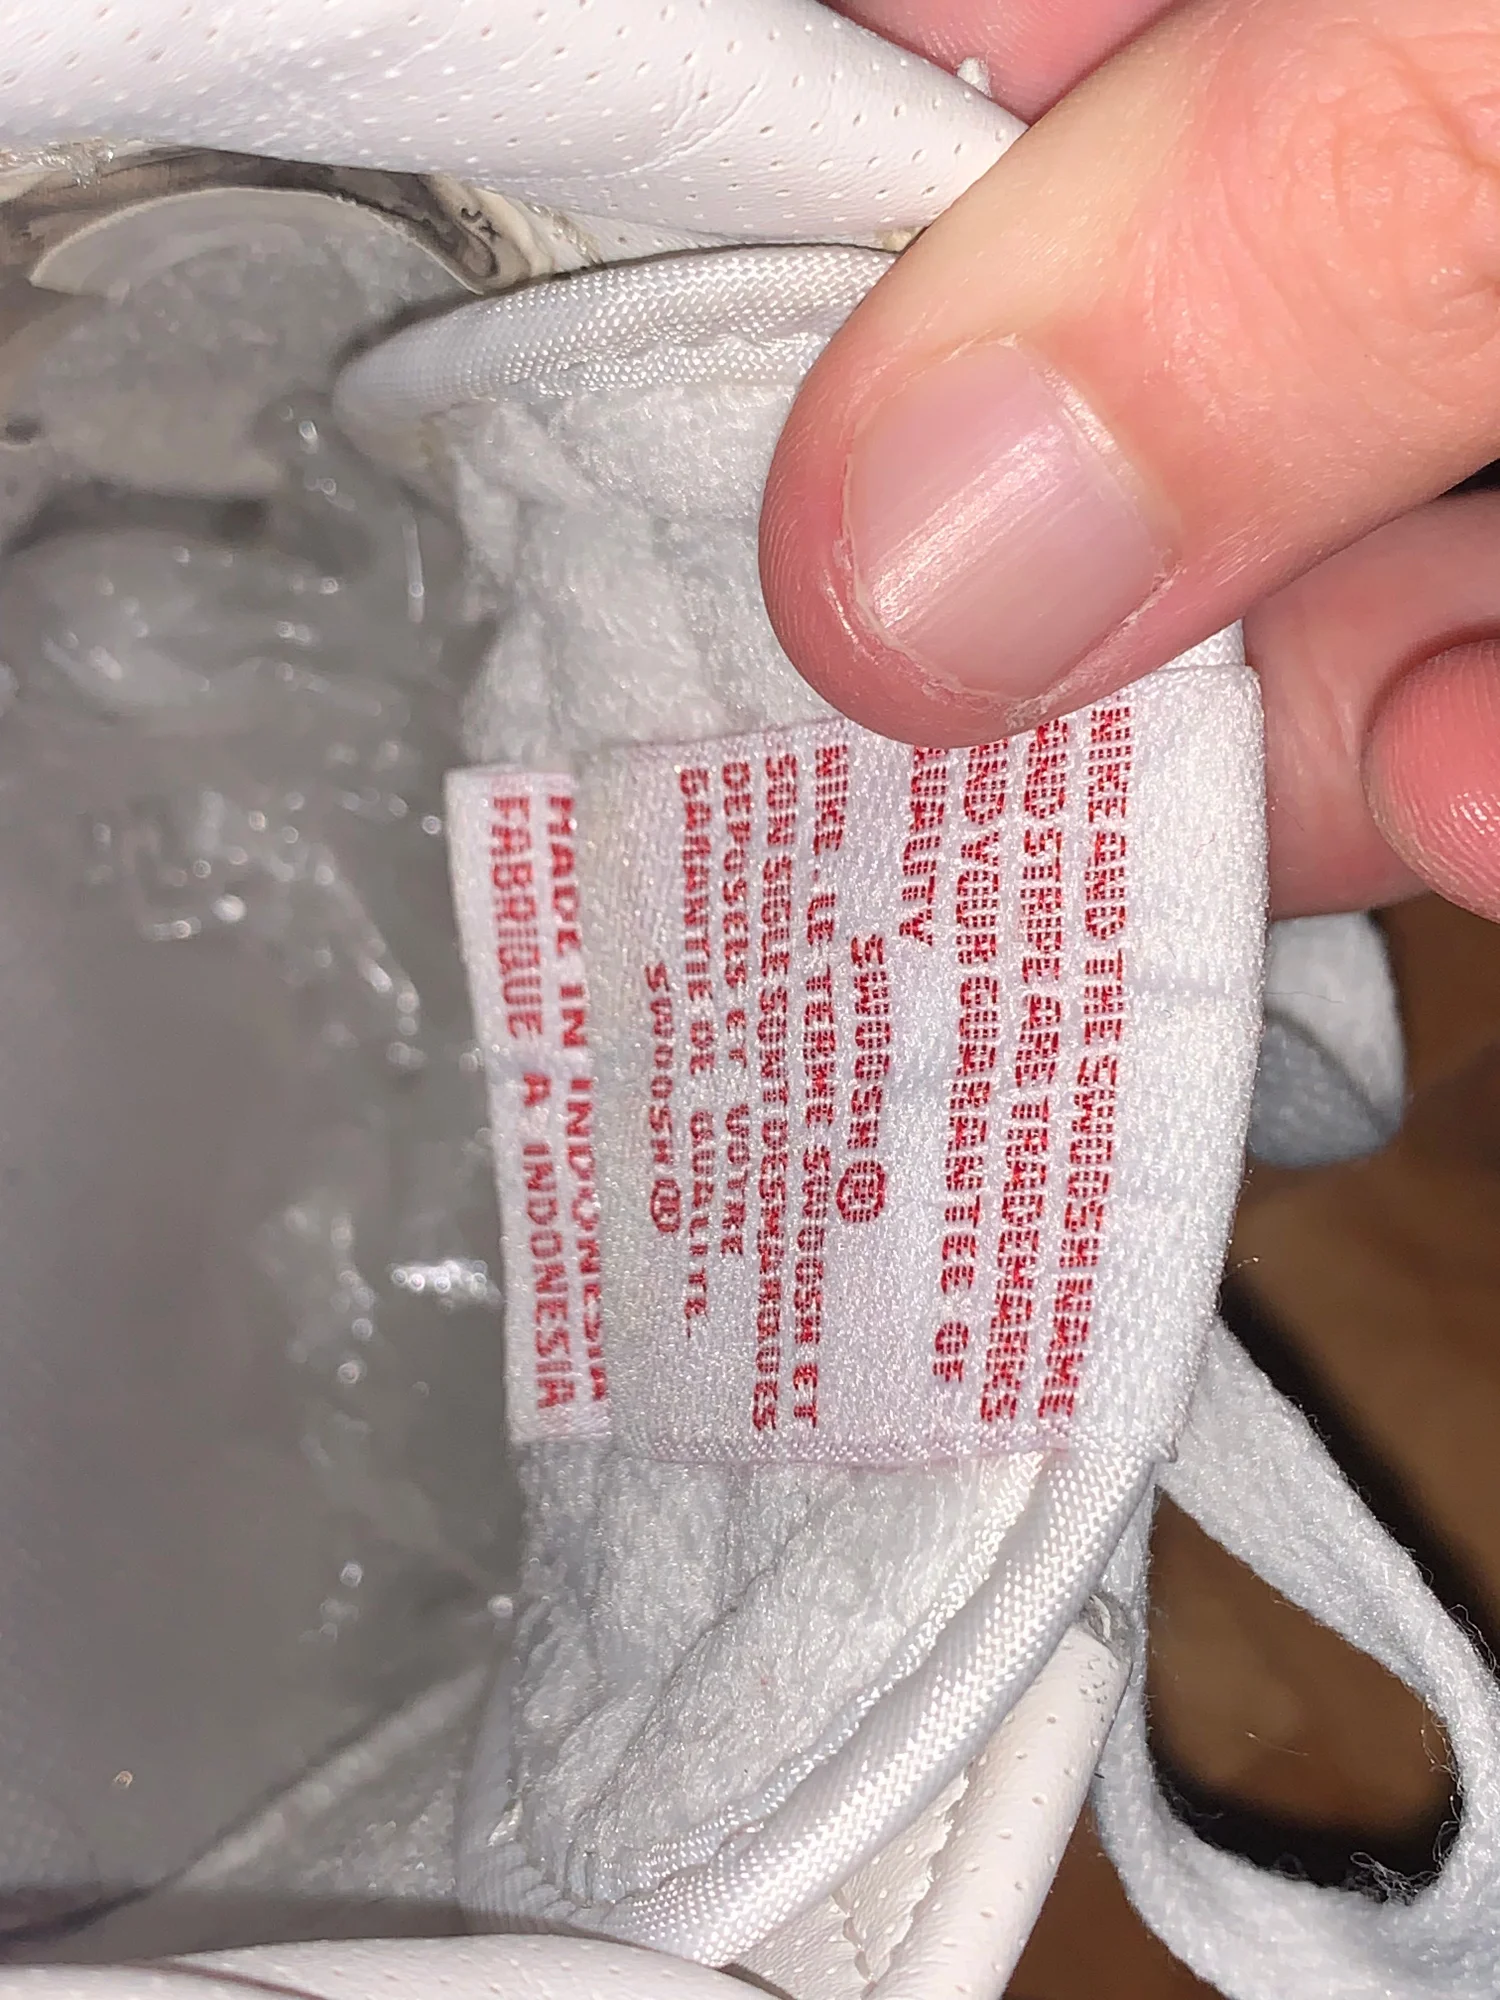 NIKE AND THE SWOOSH NAME
AND STRIPE ARE TRADEMARKS
AND YOUR GUARANTEE OF
QUALITY
SWOOSH®
NIKE. LE TERME SWOOSH ET
SON SIGLE SONT DES MARQUES
DEPOSEES ET VOTRE
GARANTIE DE QUALITE.
SWOOSH®
MADE IN INDONESIA
FABRIQUE A INDONESIA